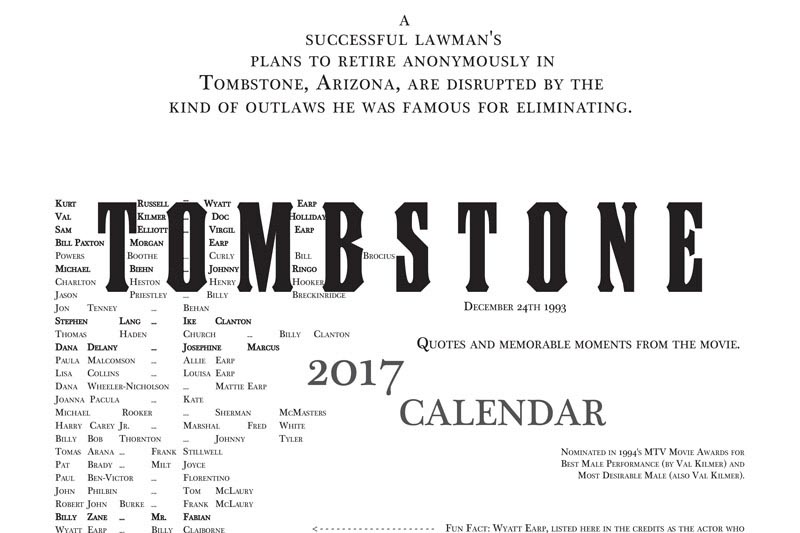 A
SUCCESSFUL LAWMAN'S
PLANS TO RETIRE ANONYMOUSLY IN
TOMBSTONE, ARIZONA, ARE DISRUPTED BY THE
KIND OF OUTLAWS HE WAS FAMOUS FOR ELIMINATING.
TOMBSTONE
KURT RUSSELL ... WYATT EARP
VAL KILMER ... DOC HOLLIDAY
SAM ELLIOTT ... VIRGIL EARP
BILL PAXTON MORGAN EARP
POWERS BOOTHE ... CURLY BILL BROCIUS
MICHAEL BIEHN ... JOHNNY RINGO
CHARLTON HESTON ... HENRY HOOKER
JASON PRIESTLEY ... BILLY BRECKINRIDGE
JON TENNEY ... BEHAN
STEPHEN LANG ... IKE CLANTON
THOMAS HADEN CHURCH ... BILLY CLANTON
DANA DELANY ... JOSEPHINE MARCUS
PAULA MALCOMSON ... ALLIE EARP
LISA COLLINS ... LOUISA EARP
DANA WHEELER-NICHOLSON ... MATTIE EARP
JOANNA PACULA ... KATE
MICHAEL ROOKER ... SHERMAN MCMASTERS
HARRY CAREY JR. ... MARSHAL FRED WHITE
BILLY BOB THORNTON ... JOHNNY TYLER
TOMAS ARANA ... FRANK STILLWELL
PAT BRADY ... MILT JOYCE
PAUL BEN-VICTOR ... FLORENTINO
JOHN PHILBIN ... TOM MCLAURY
ROBERT JOHN BURKE ... FRANK MCLAURY
BILLY ZANE ... MR. FABIAN
WYATT EARP ... BILLY CLAIBORNE
DECEMBER 24TH 1993
QUOTES AND MEMORABLE MOMENTS FROM THE MOVIE.
2017
CALENDAR
NOMINATED IN 1994'S MTV MOVIE AWARDS FOR
BEST MALE PERFORMANCE (BY VAL KILMER) AND
MOST DESIRABLE MALE (ALSO VAL KILMER).
<--------------------- FUN FACT: WYATT EARP, LISTED HERE IN THE CREDITS AS THE ACTOR WHO